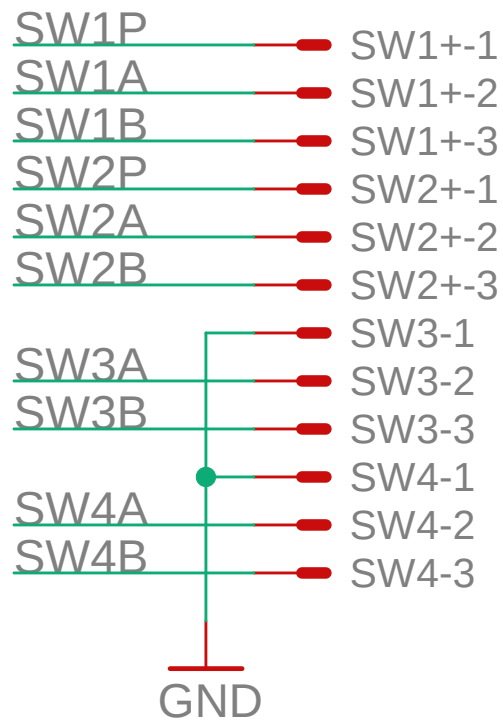 SW1P SW1+-1
SW1A SW1+-2
SW1B SW1+-3
SW2P SW2+-1
SW2A SW2+-2
SW2B SW2+-3
SW3-1
SW3A SW3-2
SW3B SW3-3
SW4-1
SW4A SW4-2
SW4B SW4-3
GND